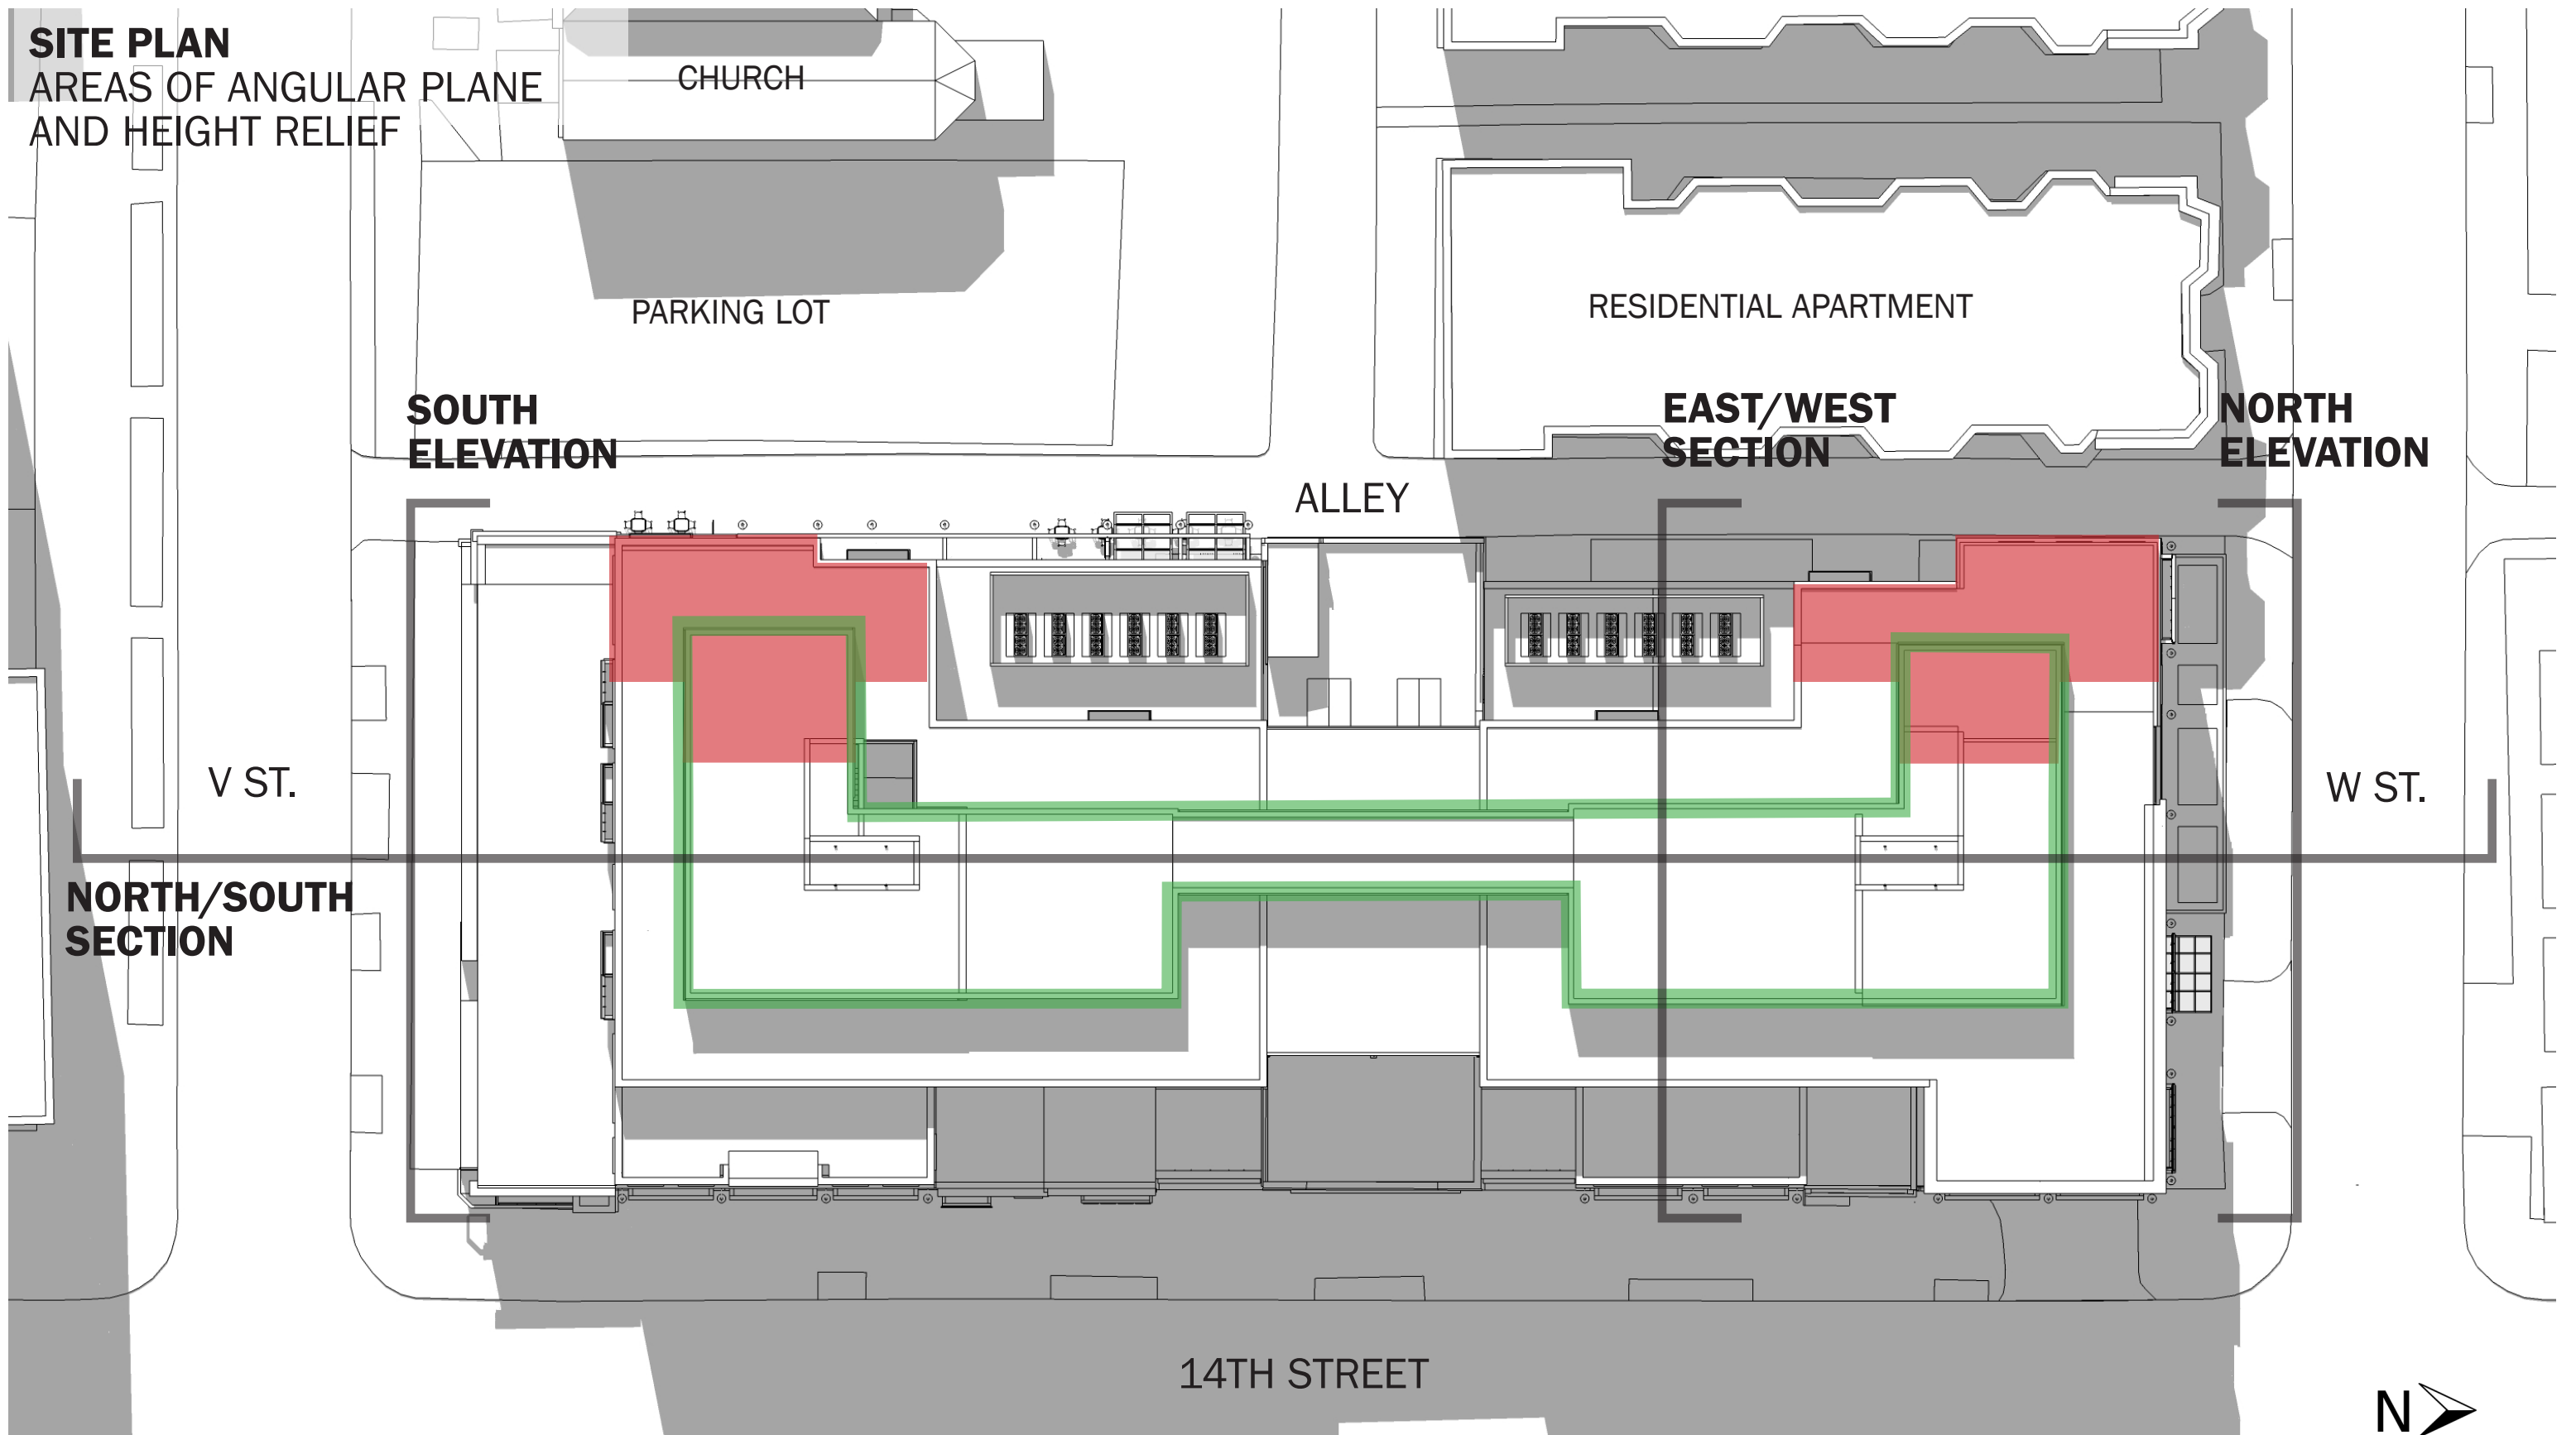 SITE PLAN
AREAS OF ANGULAR PLANE
AND HEIGHT RELIEF
CHURCH
PARKING LOT
RESIDENTIAL APARTMENT
SOUTH
ELEVATION
EAST/WEST
SECTION
NORTH
ELEVATION
ALLEY
V ST.
W ST.
NORTH/SOUTH
SECTION
14TH STREET
N